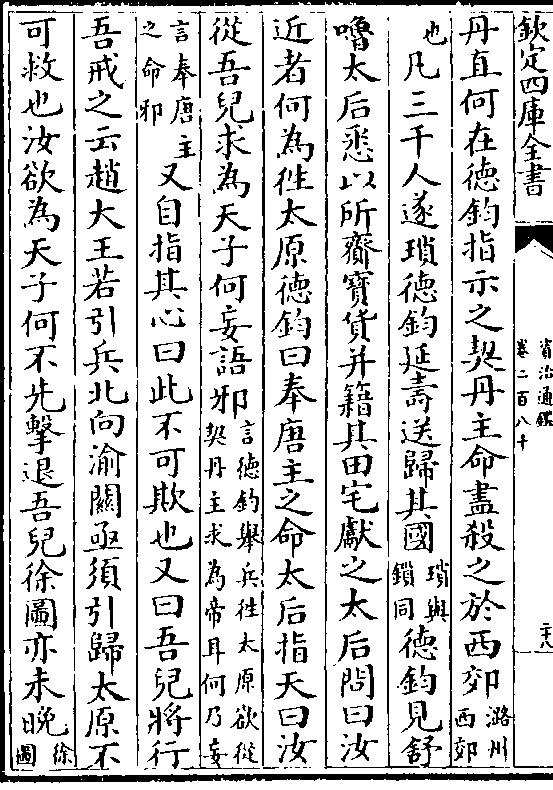 欽定四庫全書
資治通鑑
卷二百八十
二十八
丹直何在德鈞指示之契丹主命盡殺之於西郊潞州西郊
也凡三千人遂瑣德鈞延壽送歸其國瑣與鎖同德鈞見舒
嚕太后悉以所齎寶貨并籍其田宅獻之太后問曰汝
近者何為徃太原德鈞曰奉唐主之命太后指天曰汝
從吾兒求為天子何妄語邪言德鈞舉兵徃太原欲從契丹主求為帝耳何乃妄
言奉唐主之命邪又自指其心曰此不可欺也又曰吾兒將行
吾戒之云趙大王若引兵北向渝關亟須引歸太原不
可救也汝欲為天子何不先擊退吾兒徐圖亦未晚徐圖